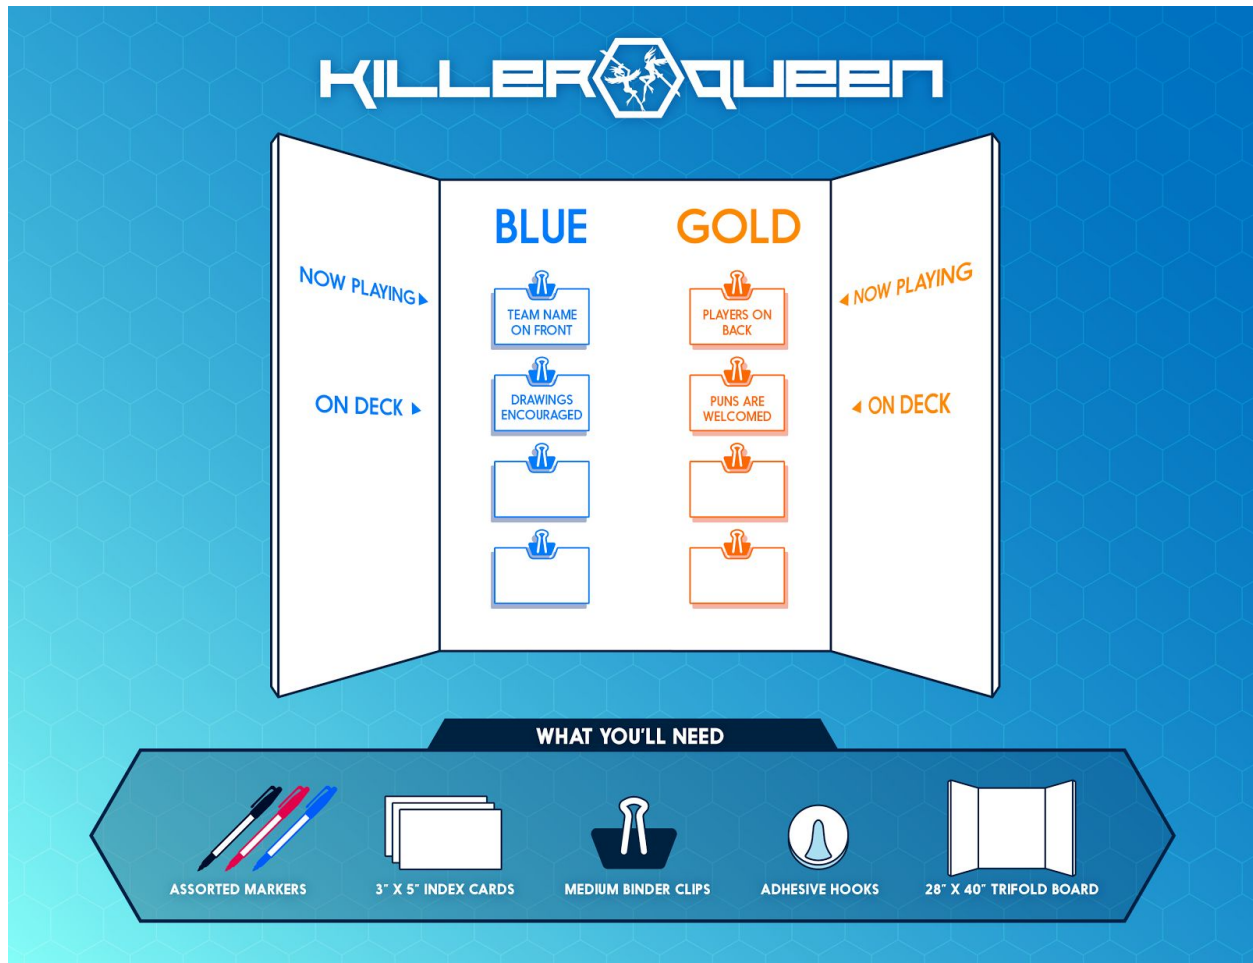 KILLER QUEEN
BLUE
GOLD
NOW PLAYING
NOW PLAYING
TEAM NAME
ON FRONT
PLAYERS ON
BACK
ON DECK
ON DECK
DRAWINGS
ENCOURAGED
PUNS ARE
WELCOMED
WHAT YOU'LL NEED
ASSORTED MARKERS
3" X 5" INDEX CARDS
MEDIUM BINDER CLIPS
ADHESIVE HOOKS
28" X 40" TRIFOLD BOARD